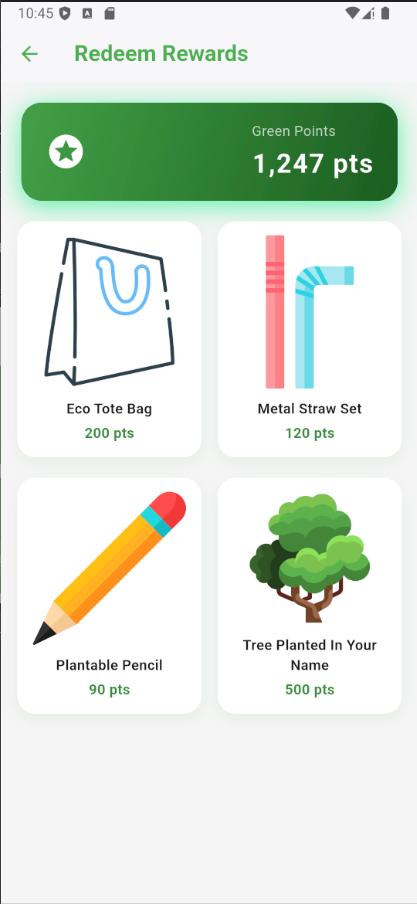 10:45
Redeem Rewards
Green Points
1,247 pts
Eco Tote Bag
200 pts
Metal Straw Set
120 pts
Plantable Pencil
90 pts
Tree Planted In Your
Name
500 pts